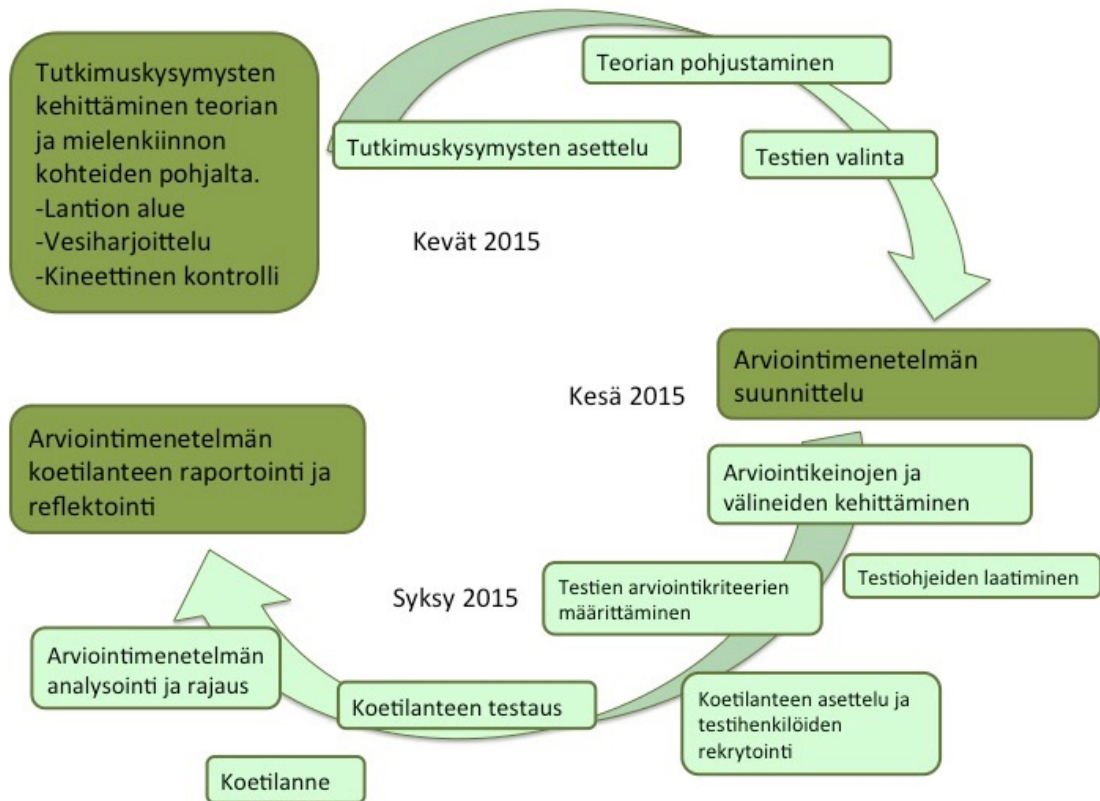 Tutkimuskysymysten
kehittäminen teorian
ja mielenkiinnon
kohteiden pohjalta.
-Lantion alue
-Vesiharjoittelu
-Kineettinen kontrolli
Tutkimuskysymysten asettelu
Teorian pohjustaminen
Testien valinta
Kevät 2015
Arviointimenetelmän
suunnittelu
Kesä 2015
Arviointikeinojen ja
välineiden kehittäminen
Testiohjeiden laatiminen
Testien arviointikriteerien
määrittäminen
Koetilanteen asettelu ja
testihenkilöiden
rekrytointi
Syksy 2015
Koetilanteen testaus
Koetilanne
Arviointimenetelmän
analysointi ja rajaus
Arviointimenetelmän
koetilanteen raportointi ja
reflektointi